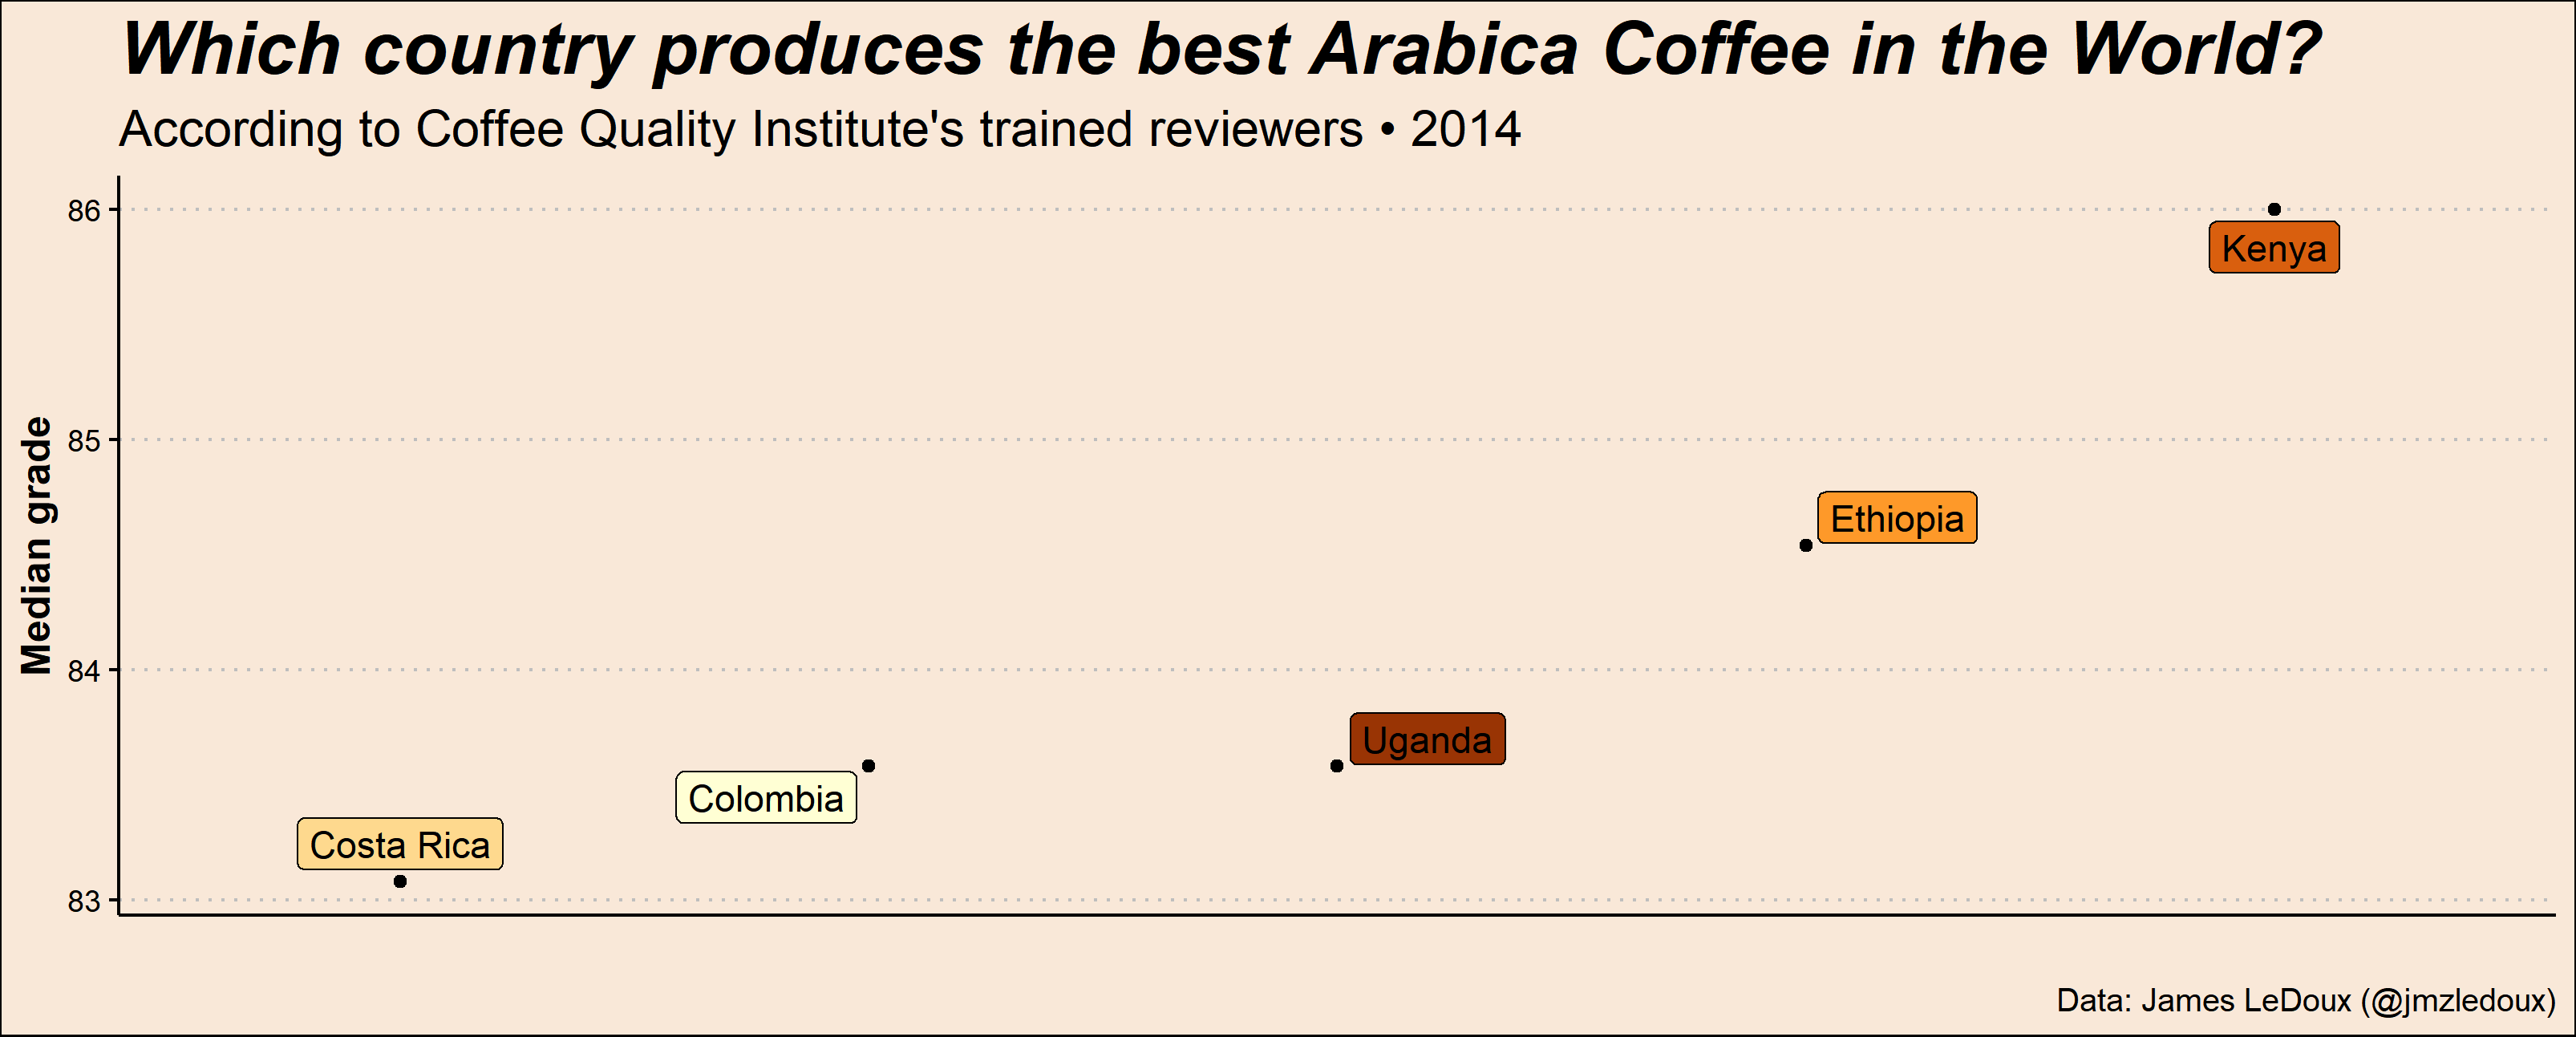 Which country produces the best Arabica Coffee in the World?
According to Coffee Quality Institute's trained reviewers • 2014
Median grade
86
85
84
83
Kenya
Ethiopia
Uganda
Colombia
Costa Rica
Data: James LeDoux (@jmzledoux)